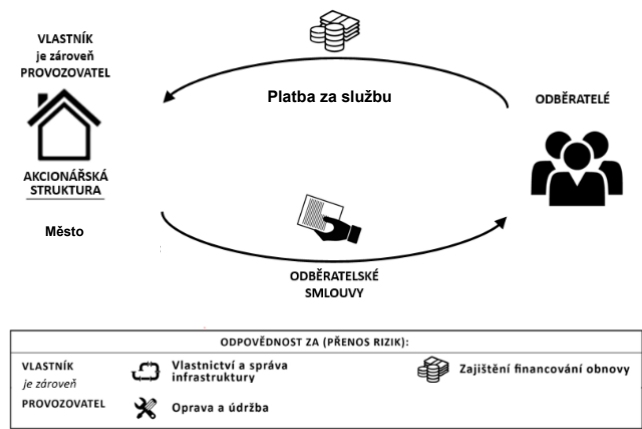 VLASTNÍK
je zároveň
PROVOZOVATEL
AKCIONÁŘSKÁ
STRUKTURA
Město
Platba za službu
ODBĚRATELÉ
ODBĚRATELSKÉ
SMLOUVY
ODPOVĚDNOST ZA (PŘENOS RIZIK):
VLASTNÍK
je zároveň
PROVOZOVATEL
Vlastnictví a správa
infrastruktury
Oprava a údržba
Zajištění financování obnovy